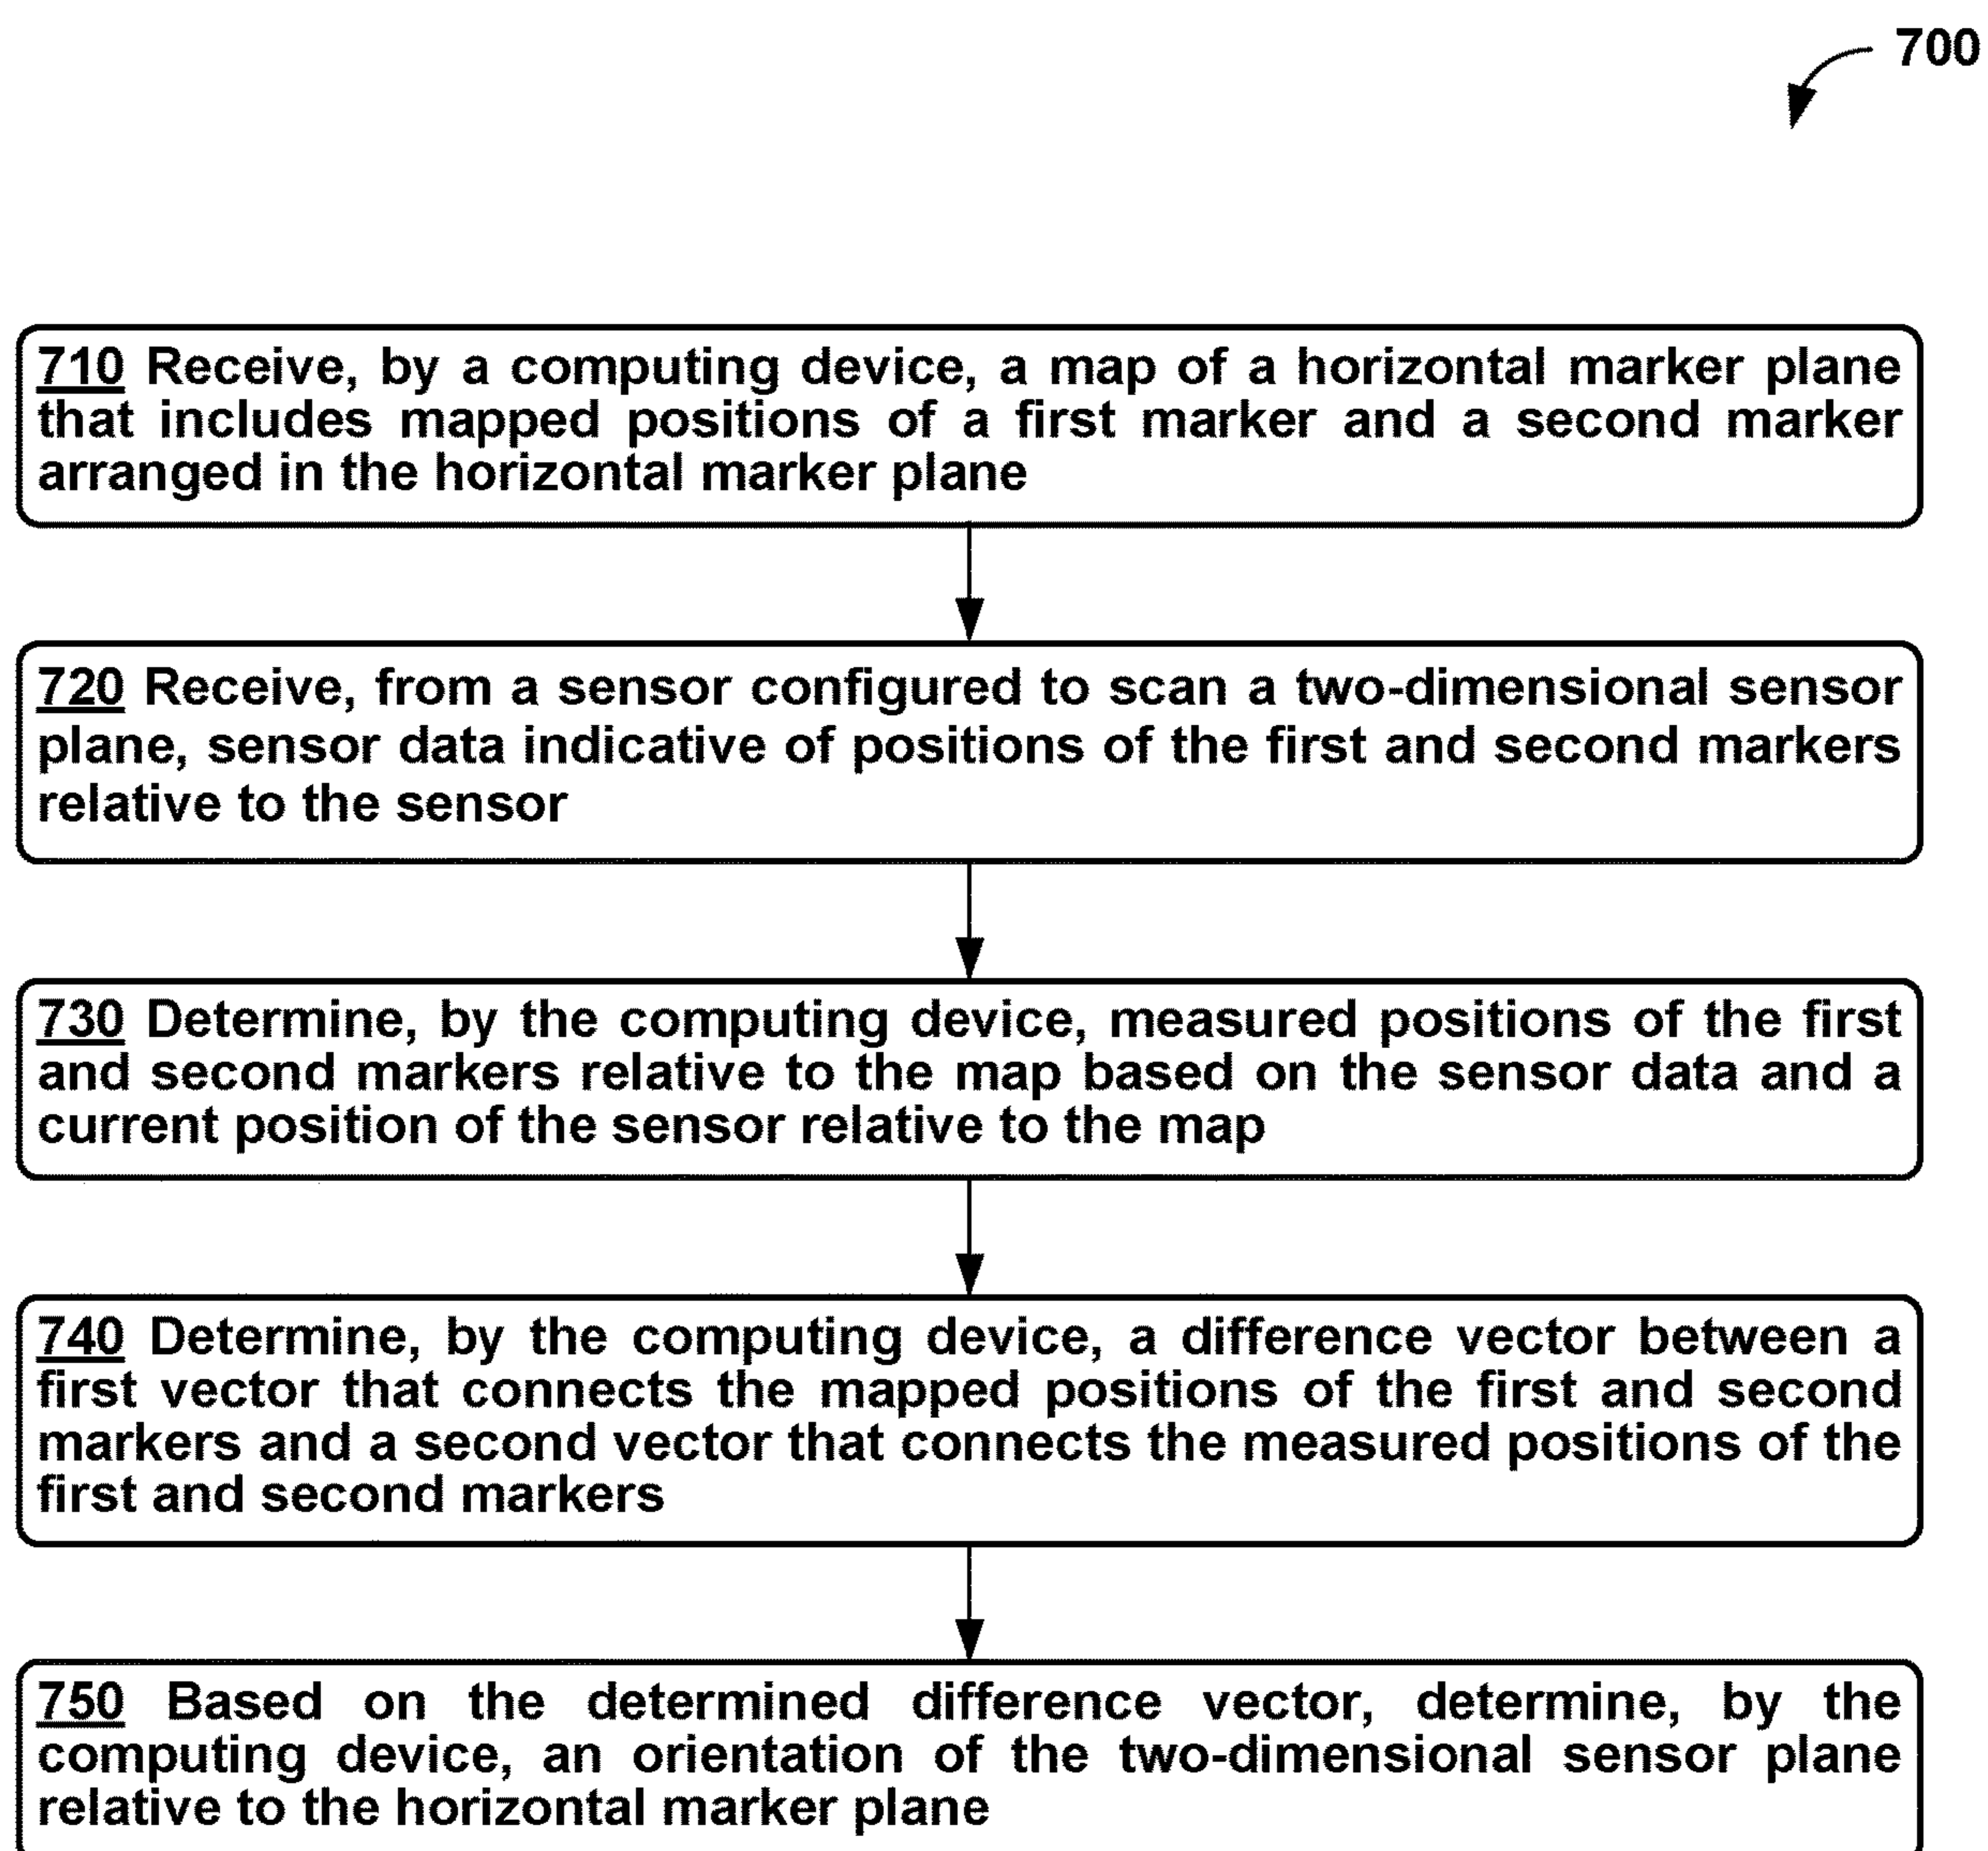 700
710 Receive, by a computing device, a map of a horizontal marker plane
that includes mapped positions of a first marker and a second marker
arranged in the horizontal marker plane
720 Receive, from a sensor configured to scan a two-dimensional sensor
plane, sensor data indicative of positions of the first and second markers
relative to the sensor
730 Determine, by the computing device, measured positions of the first
and second markers relative to the map based on the sensor data and a
current position of the sensor relative to the map
740 Determine, by the computing device, a difference vector between a
first vector that connects the mapped positions of the first and second
markers and a second vector that connects the measured positions of the
first and second markers
750 Based on the determined difference vector, determine, by the
computing device, an orientation of the two-dimensional sensor plane
relative to the horizontal marker plane